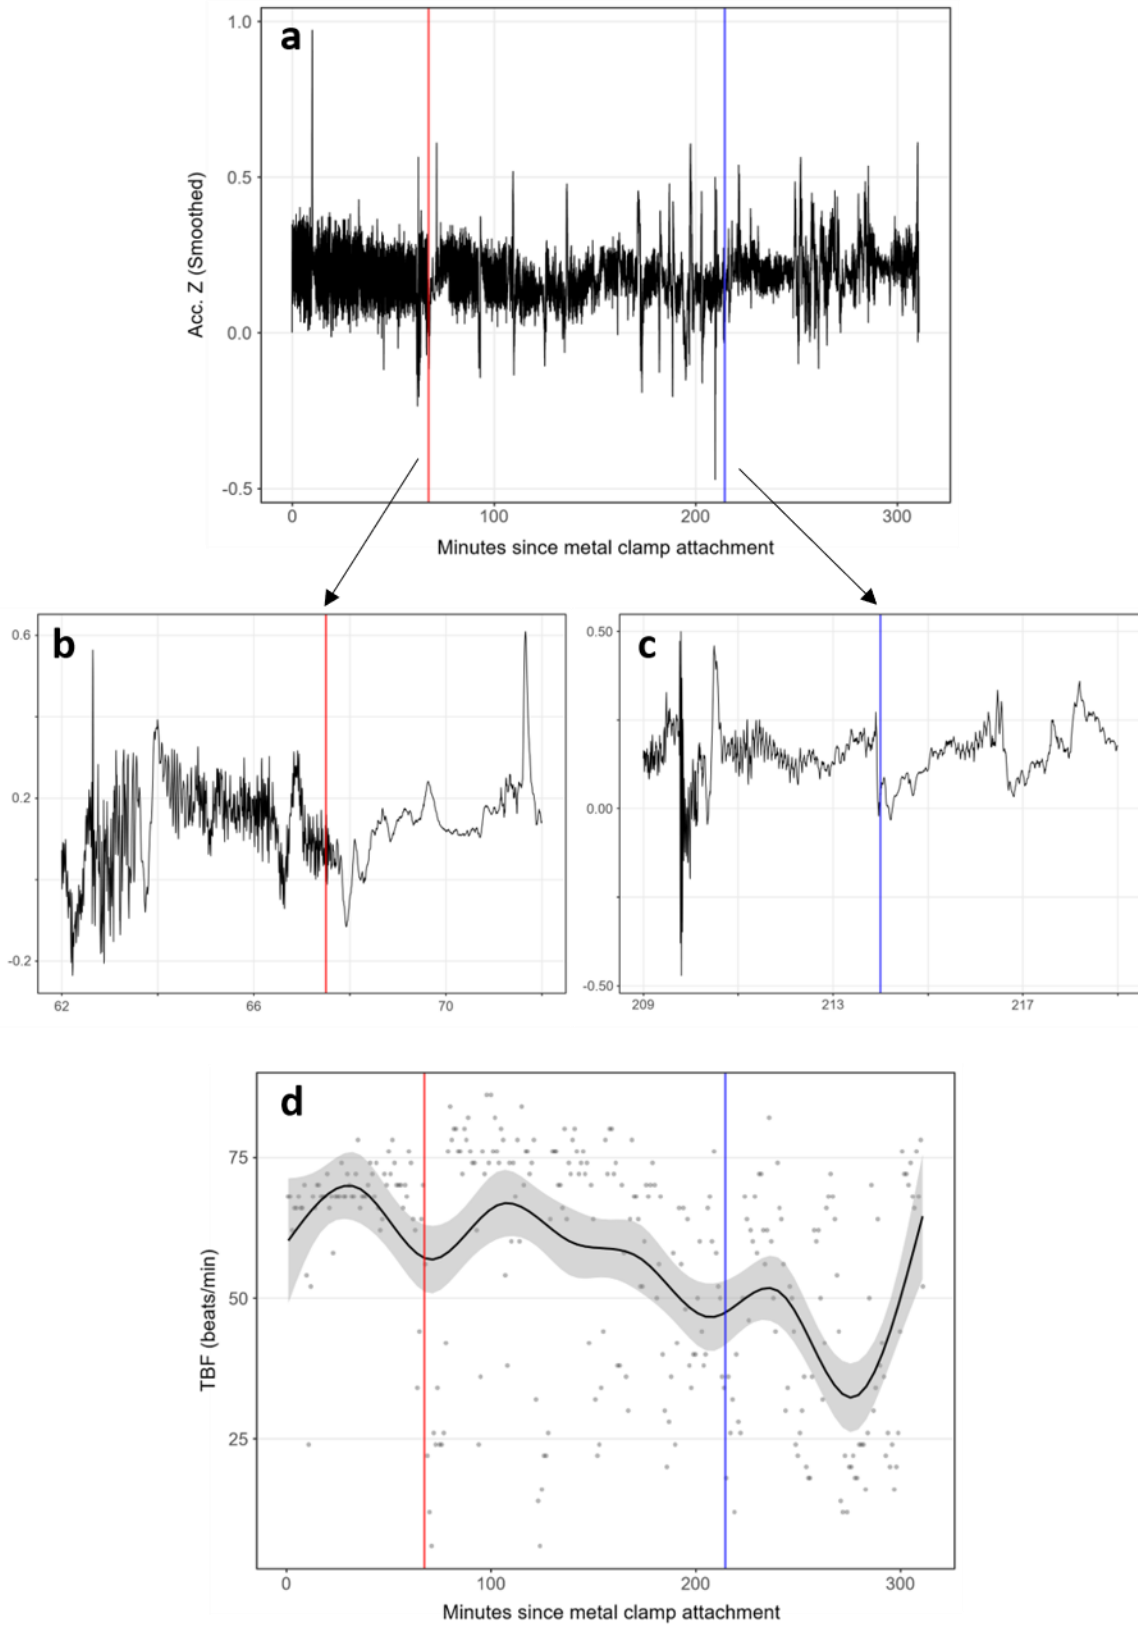 a
1.0
0.5
0.0
-0.5
Acc. Z (Smoothed)
0 100 200 300
Minutes since metal clamp attachment
b
0.6
0.2
-0.2
62 66 70
c
0.50
0.00
-0.50
209 213 217
d
75
50
25
TBF (beats/min)
0 100 200 300
Minutes since metal clamp attachment